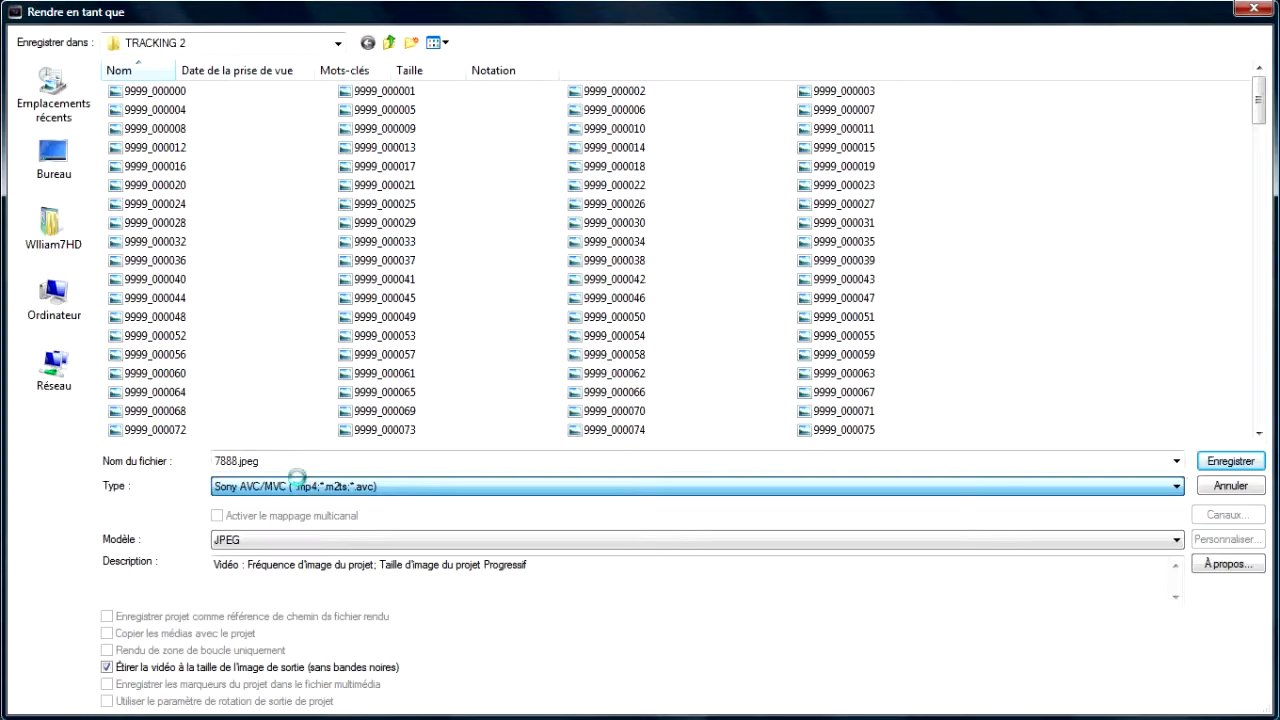 Rendre en tant que
Enregistrer dans :
TRACKING 2
Nom Date de la prise de vue Mots-clés Taille Notation
Emplacements récents
Bureau
WIliam7HD
Ordinateur
Réseau
9999_000000 9999_000001 9999_000002 9999_000003
9999_000004 9999_000005 9999_000006 9999_000007
9999_000008 9999_000009 9999_000010 9999_000011
9999_000012 9999_000013 9999_000014 9999_000015
9999_000016 9999_000017 9999_000018 9999_000019
9999_000020 9999_000021 9999_000022 9999_000023
9999_000024 9999_000025 9999_000026 9999_000027
9999_000028 9999_000029 9999_000030 9999_000031
9999_000032 9999_000033 9999_000034 9999_000035
9999_000036 9999_000037 9999_000038 9999_000039
9999_000040 9999_000041 9999_000042 9999_000043
9999_000044 9999_000045 9999_000046 9999_000047
9999_000048 9999_000049 9999_000050 9999_000051
9999_000052 9999_000053 9999_000054 9999_000055
9999_000056 9999_000057 9999_000058 9999_000059
9999_000060 9999_000061 9999_000062 9999_000063
9999_000064 9999_000065 9999_000066 9999_000067
9999_000068 9999_000069 9999_000070 9999_000071
9999_000072 9999_000073 9999_000074 9999_000075
Nom du fichier : 7888.jpeg Enregistrer
Type : Sony AVC/MVC (*.mp4;*.m2ts;*.avc) Annuler
Activer le mappage multicanal Canaux...
Modèle : JPEG Personnaliser...
Description : Vidéo : Fréquence d'image du projet; Taille d'image du projet Progressif À propos...
Enregistrer projet comme référence de chemin ds fichier rendu
Copier les médias avec le projet
Rendu de zone de boucle uniquement
Étirer la vidéo à la taille de l'image de sortie (sans bandes noires)
Enregistrer les marqueurs du projet dans le fichier multimédia
Utiliser le paramètre de rotation de sortie de projet